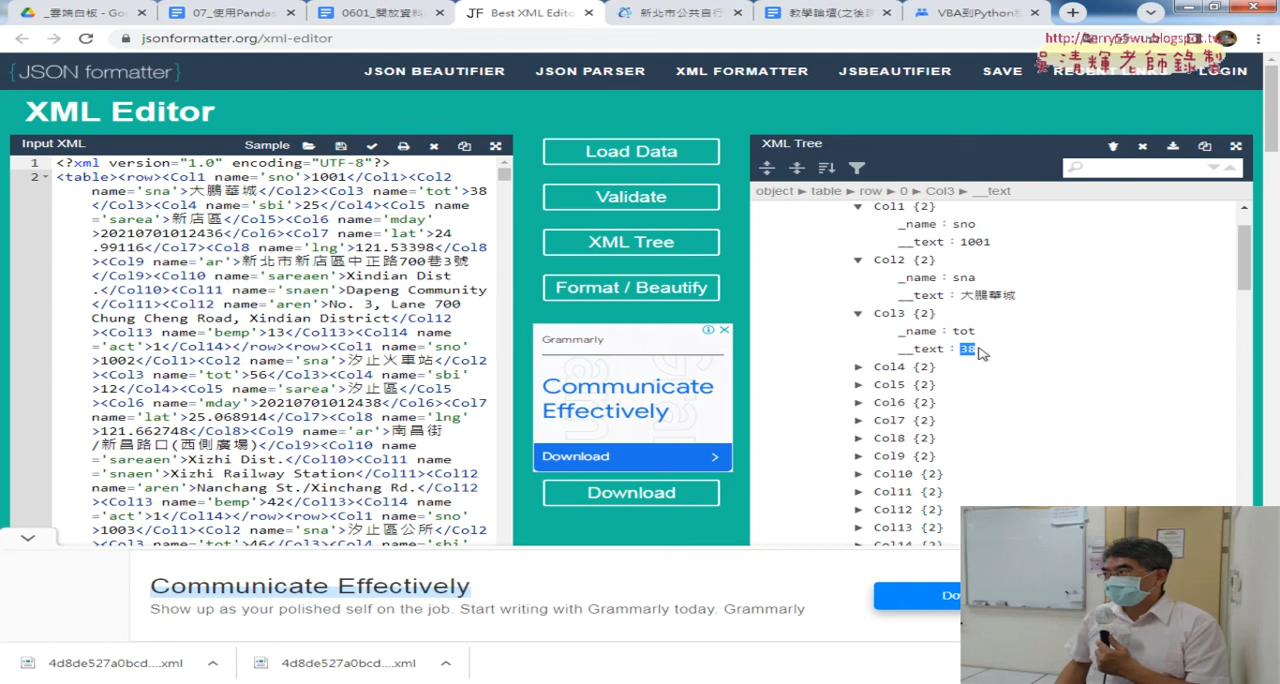 _雲端白板 - Go
07_使用Pandas
0601_開放資料
JF Best XML Edito
新北市公共自行
教學論壇(之後課
VBA到Python程
jsonformatter.org/xml-editor
http://terry55wu.blogspot.tw
吳清輝老師錄製
{JSON formatter}
JSON BEAUTIFIER
JSON PARSER
XML FORMATTER
JSBEAUTIFIER
SAVE
RECENT LINKS
LOGIN
XML Editor
Input XML
Sample
1 <?xml version="1.0" encoding="UTF-8"?>
2 <table><row><Col1 name='sno'>1001</Col1><Col2
name='sna'>大鵬華城</Col2><Col3 name='tot'>38
</Col3><Col4 name='sbi'>25</Col4><Col5 name
='sarea'>新店區</Col5><Col6 name='mday'
>20210701012436</Col6><Col7 name='lat'>24
.99116</Col7><Col8 name='lng'>121.53398</Col8
><Col9 name='ar'>新北市新店區中正路700巷3號
</Col9><Col10 name='sareaen'>Xindian Dist
.</Col10><Col11 name='snaen'>Dapeng Community
</Col11><Col12 name='aren'>No. 3, Lane 700
Chung Cheng Road, Xindian District</Col12
><Col13 name='bemp'>13</Col13><Col14 name
='act'>1</Col14></row><row><Col1 name='sno'
>1002</Col1><Col2 name='sna'>汐止火車站
</Col2><Col3 name='tot'>56</Col3><Col4 name='sbi'
>12</Col4><Col5 name='sarea'>汐止區</Col5
><Col6 name='mday'>20210701012438</Col6><Col7
name='lat'>25.068914</Col7><Col8 name='lng'
>121.662748</Col8><Col9 name='ar'>南昌街
/新昌路口(西側廣場)</Col9><Col10 name
='sareaen'>Xizhi Dist.</Col10><Col11 name
='snaen'>Xizhi Railway Station</Col11><Col12
name='aren'>Nanchang St./Xinchang Rd.</Col12
><Col13 name='bemp'>42</Col13><Col14 name
='act'>1</Col14></row><row><Col1 name='sno'
>1003</Col1><Col2 name='sna'>汐止區公所</Col2
><Col3 name='tot'>46</Col3><Col4 name='sbi'
Load Data
Validate
XML Tree
Format / Beautify
Grammarly
Communicate
Effectively
Download
Download
XML Tree
object ► table ► row ► 0 ► Col3 ► __text
Col1 {2}
_name : sno
__text : 1001
Col2 {2}
_name : sna
__text : 大鵬華城
Col3 {2}
_name : tot
__text : 38
Col4 {2}
Col5 {2}
Col6 {2}
Col7 {2}
Col8 {2}
Col9 {2}
Col10 {2}
Col11 {2}
Col12 {2}
Col13 {2}
Col14 {2}
Communicate Effectively
Show up as your polished self on the job. Start writing with Grammarly today. Grammarly
Do
4d8de527a0bcd....xml
4d8de527a0bcd....xml